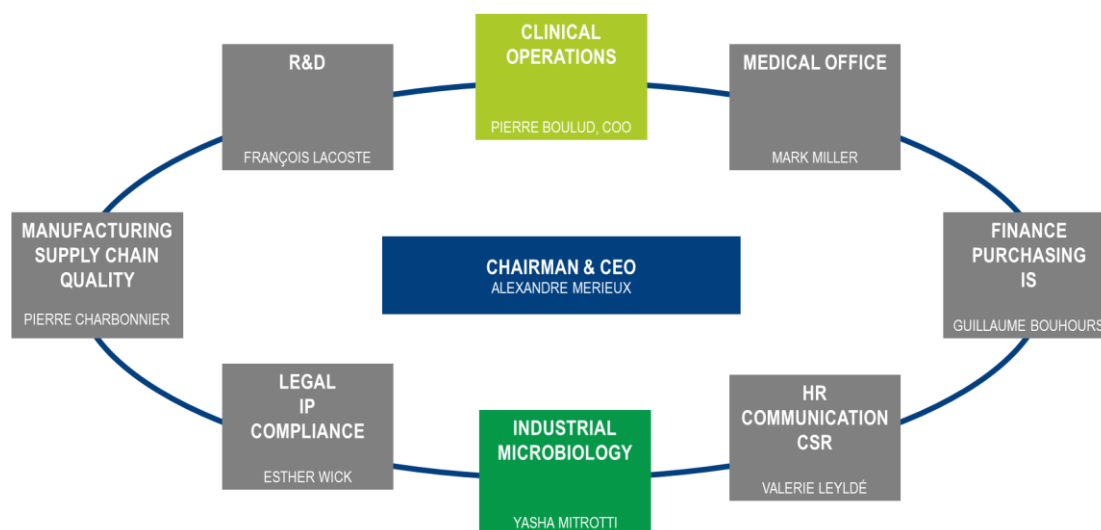 CLINICAL
OPERATIONS
PIERRE BOULUD, COO
R&D
FRANÇOIS LACOSTE
MEDICAL OFFICE
MARK MILLER
MANUFACTURING
SUPPLY CHAIN
QUALITY
PIERRE CHARBONNIER
CHAIRMAN & CEO
ALEXANDRE MERIEUX
FINANCE
PURCHASING
IS
GUILLAUME BOUHOURS
LEGAL
IP
COMPLIANCE
ESTHER WICK
INDUSTRIAL
MICROBIOLOGY
YASHA MITROTTI
HR
COMMUNICATION
CSR
VALERIE LEYLDÉ